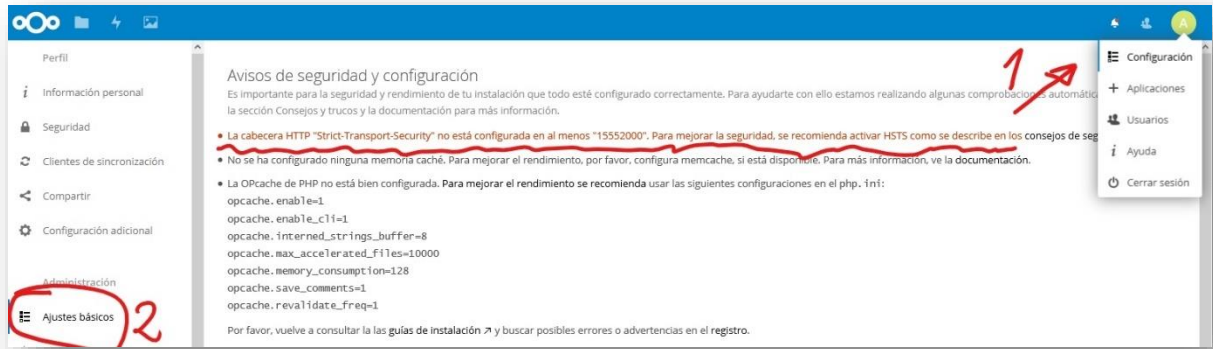 A
Perfil
Información personal
Seguridad
Clientes de sincronización
Compartir
Configuración adicional
Administración
Ajustes básicos
2
Avisos de seguridad y configuración
Es importante para la seguridad y rendimiento de tu instalación que todo esté configurado correctamente. Para ayudarte con ello estamos realizando algunas comprobaciones automátic
la sección Consejos y trucos y la documentación para más información.
• La cabecera HTTP "Strict-Transport-Security" no está configurada en al menos "15552000". Para mejorar la seguridad, se recomienda activar HSTS como se describe en los consejos de seg
• No se ha configurado ninguna memoria caché. Para mejorar el rendimiento, por favor, configura memcache, si está disponible. Para más información, ve la documentación.
• La OPcache de PHP no está bien configurada. Para mejorar el rendimiento se recomienda usar las siguientes configuraciones en el php.ini:
opcache.enable=1
opcache.enable_cli=1
opcache.interned_strings_buffer=8
opcache.max_accelerated_files=10000
opcache.memory_consumption=128
opcache.save_comments=1
opcache.revalidate_freq=1
Por favor, vuelve a consultar la las guías de instalación ↗ y buscar posibles errores o advertencias en el registro.
1
Configuración
Aplicaciones
Usuarios
Ayuda
Cerrar sesión